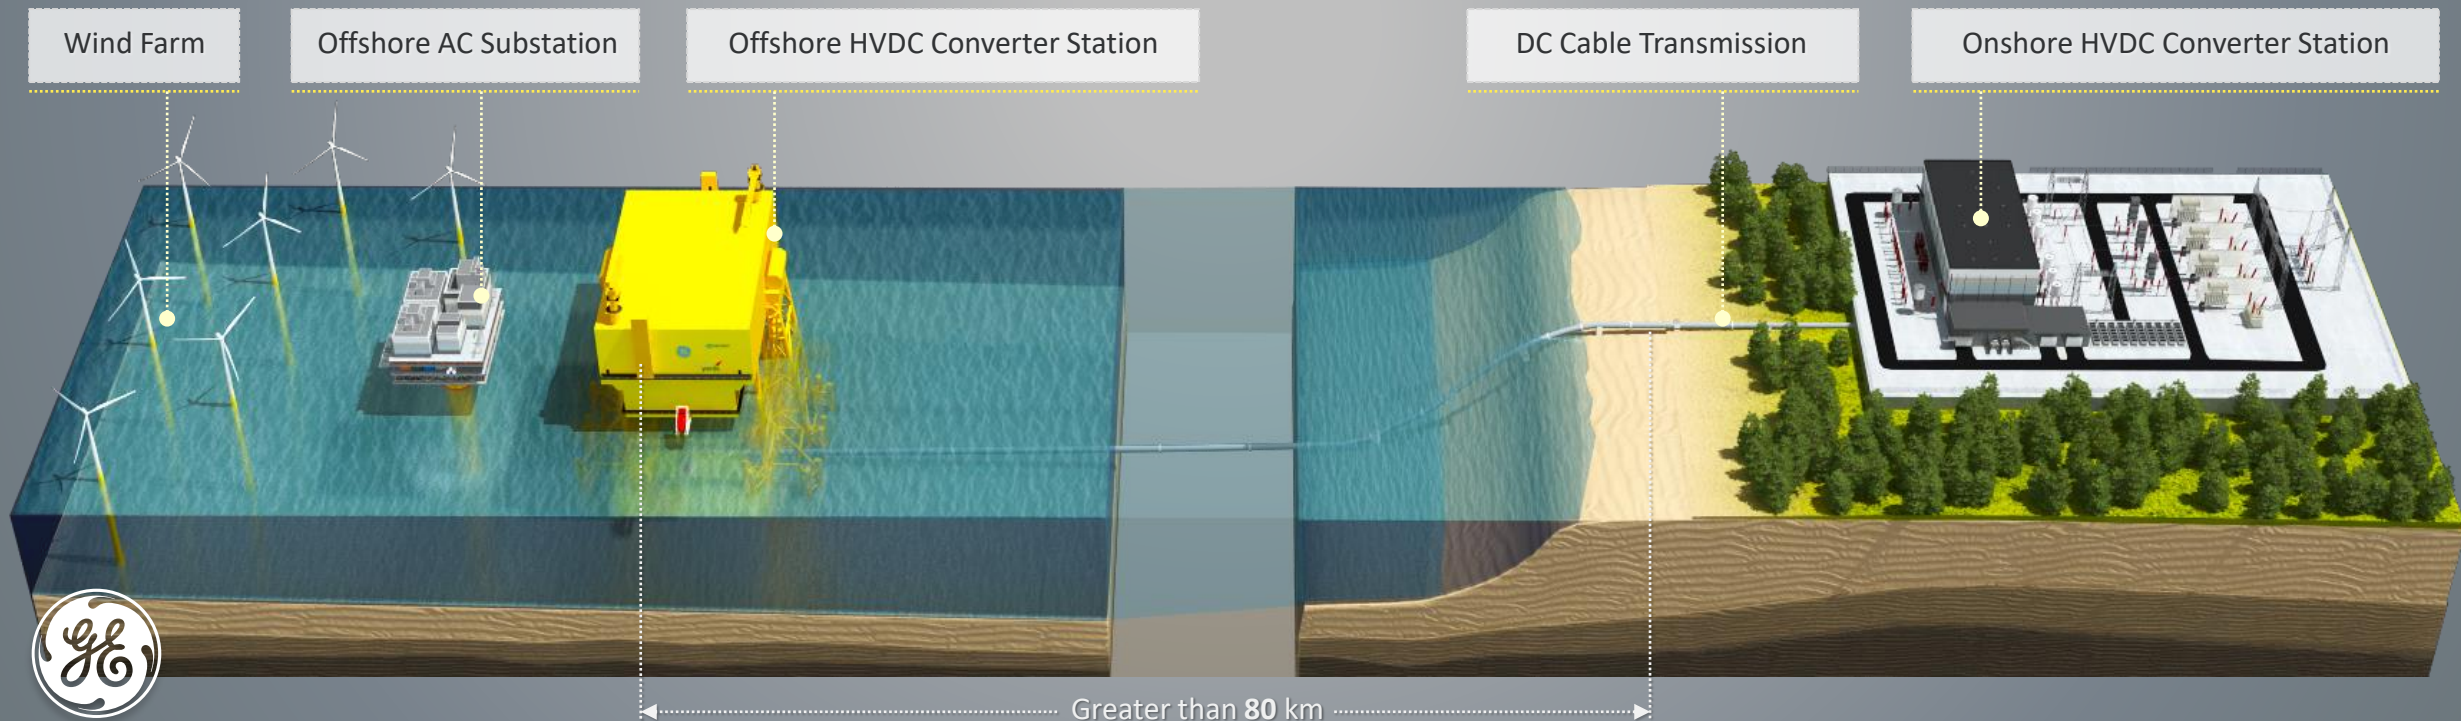 Wind Farm
Offshore AC Substation
Offshore HVDC Converter Station
DC Cable Transmission
Onshore HVDC Converter Station
GE
Greater than 80 km